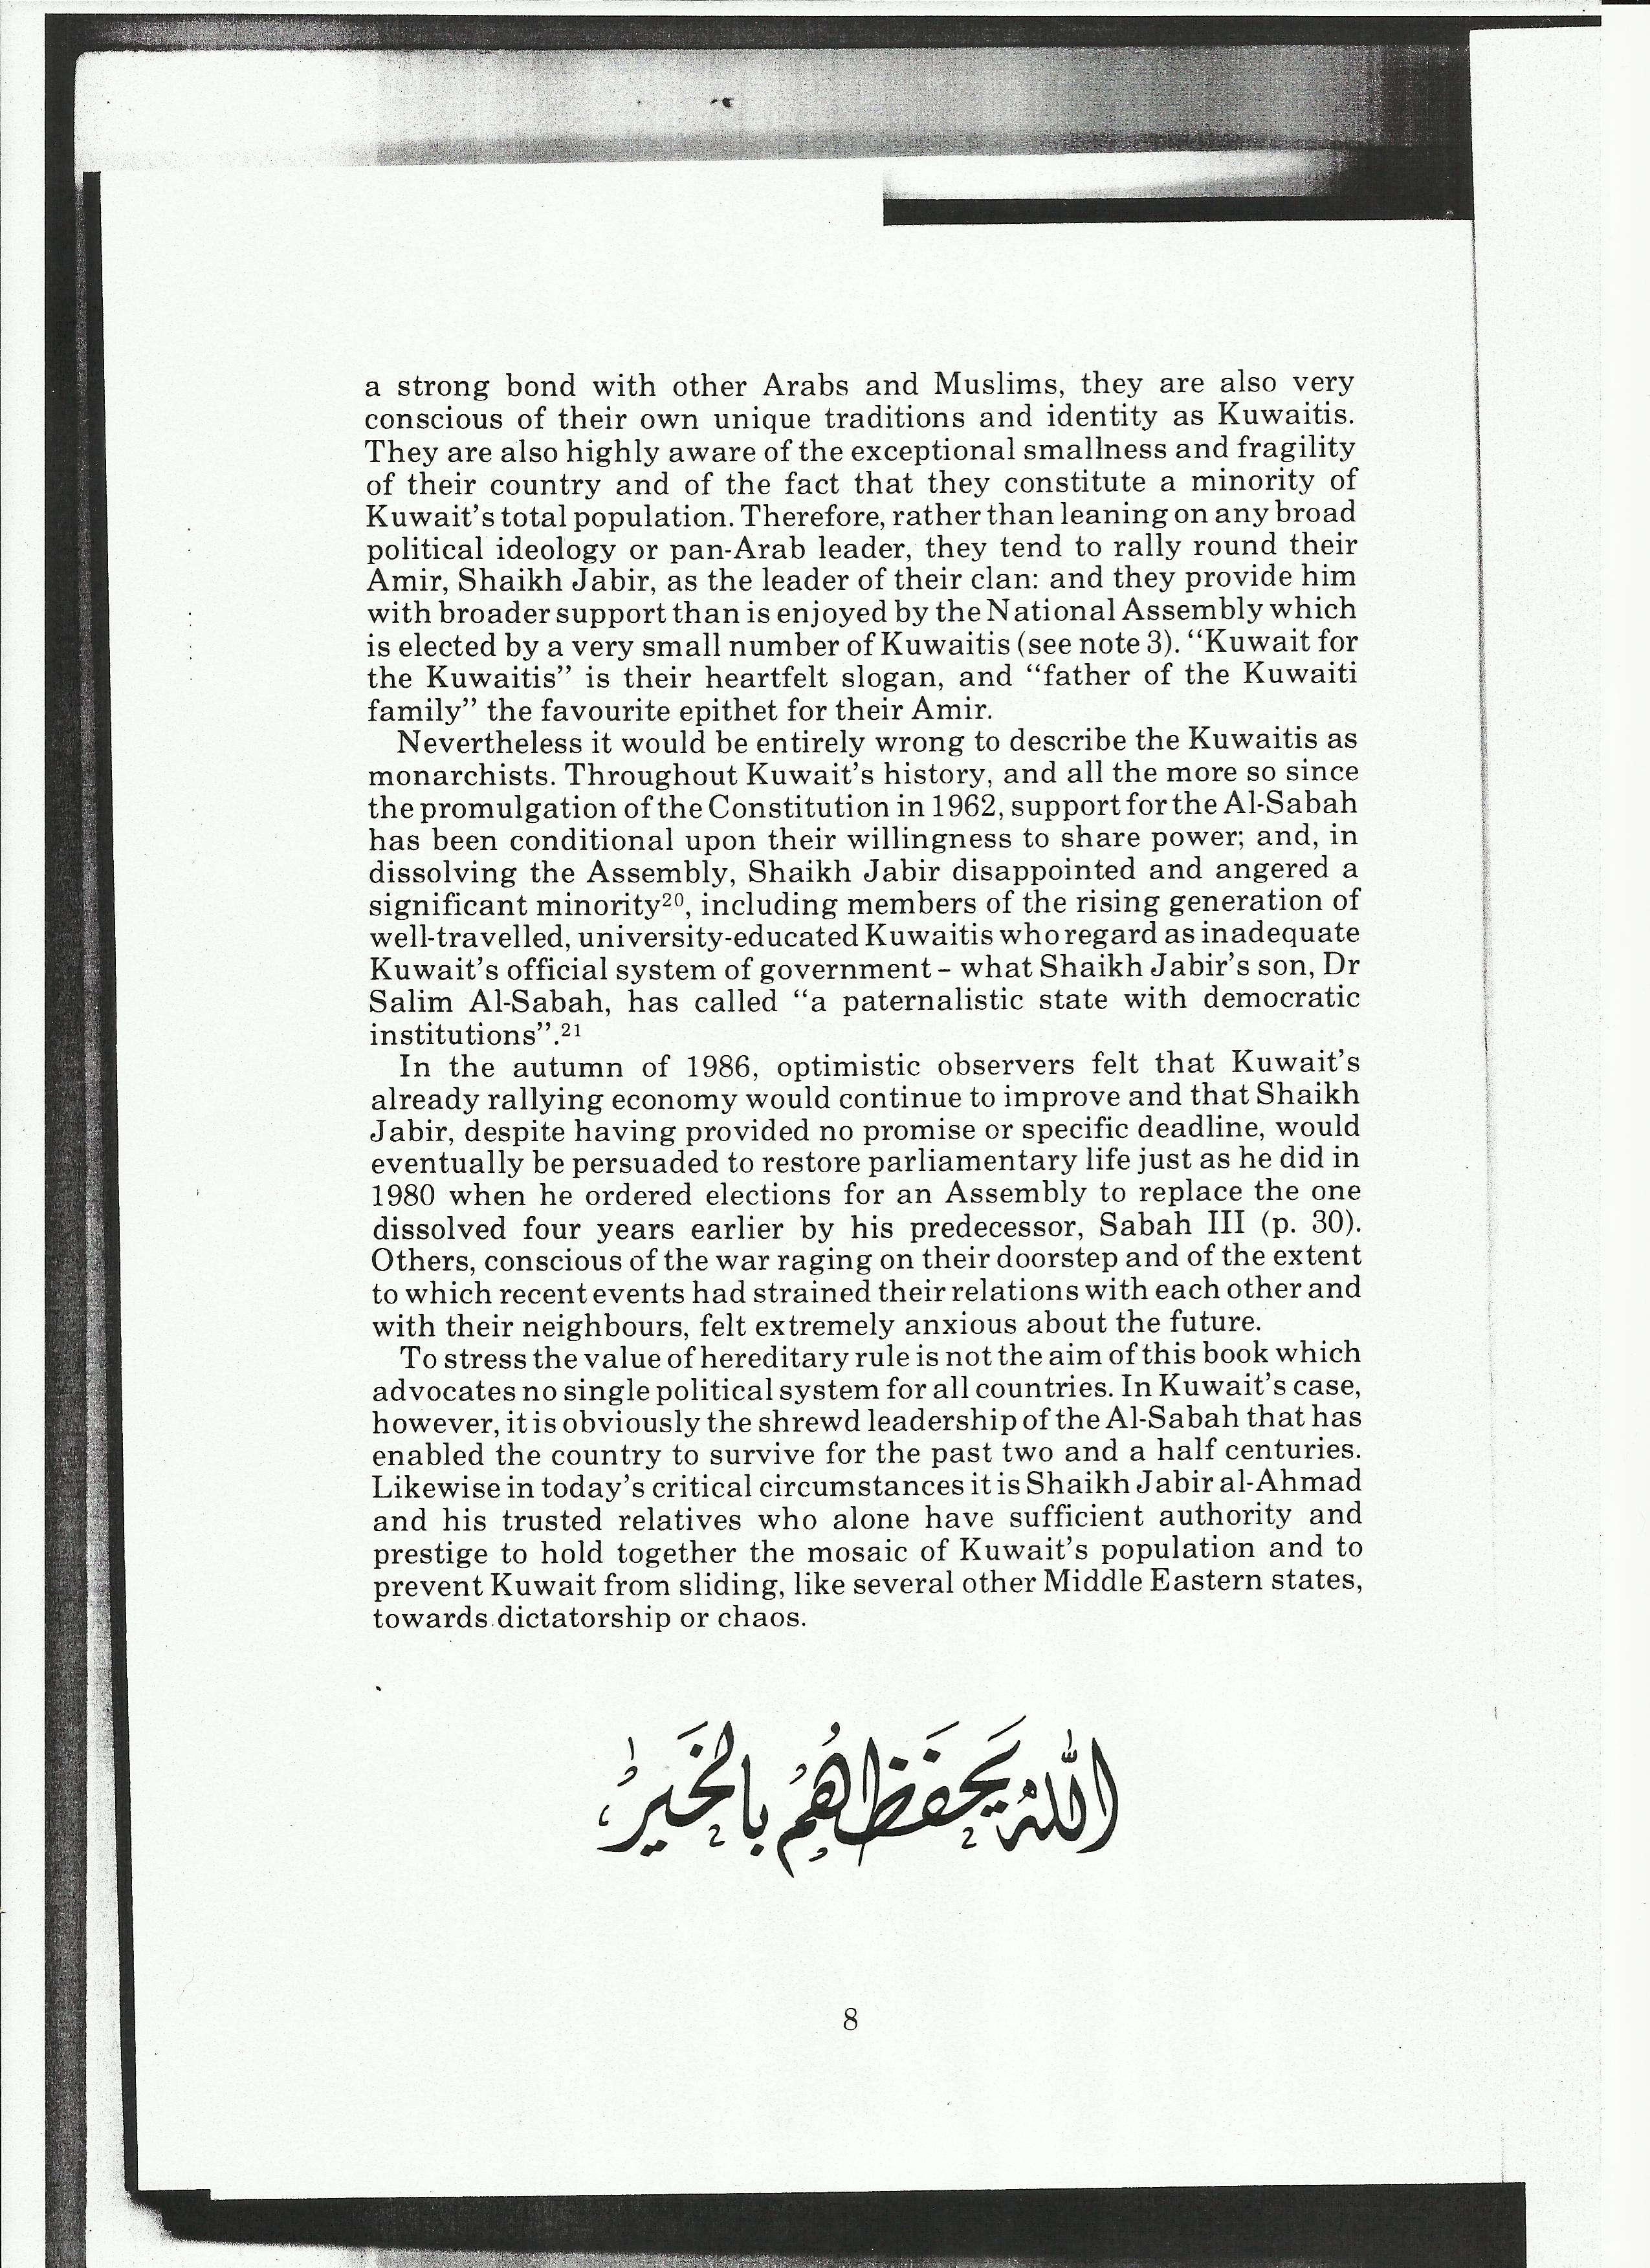 a strong bond with other Arabs and Muslims, they are also very
conscious of their own unique traditions and identity as Kuwaitis.
They are also highly aware of the exceptional smallness and fragility
of their country and of the fact that they constitute a minority of
Kuwait's total population. Therefore, rather than leaning on any broad
political ideology or pan-Arab leader, they tend to rally round their
Amir, Shaikh Jabir, as the leader of their clan: and they provide him
with broader support than is enjoyed by the National Assembly which
is elected by a very small number of Kuwaitis (see note 3). “Kuwait for
the Kuwaitis” is their heartfelt slogan, and “father of the Kuwaiti
family” the favourite epithet for their Amir.
Nevertheless it would be entirely wrong to describe the Kuwaitis as
monarchists. Throughout Kuwait's history, and all the more so since
the promulgation of the Constitution in 1962, support for the Al-Sabah
has been conditional upon their willingness to share power; and, in
dissolving the Assembly, Shaikh Jabir disappointed and angered a
significant minority²⁰, including members of the rising generation of
well-travelled, university-educated Kuwaitis who regard as inadequate
Kuwait's official system of government – what Shaikh Jabir's son, Dr
Salim Al-Sabah, has called “a paternalistic state with democratic
institutions”.²¹
In the autumn of 1986, optimistic observers felt that Kuwait's
already rallying economy would continue to improve and that Shaikh
Jabir, despite having provided no promise or specific deadline, would
eventually be persuaded to restore parliamentary life just as he did in
1980 when he ordered elections for an Assembly to replace the one
dissolved four years earlier by his predecessor, Sabah III (p. 30).
Others, conscious of the war raging on their doorstep and of the extent
to which recent events had strained their relations with each other and
with their neighbours, felt extremely anxious about the future.
To stress the value of hereditary rule is not the aim of this book which
advocates no single political system for all countries. In Kuwait's case,
however, it is obviously the shrewd leadership of the Al-Sabah that has
enabled the country to survive for the past two and a half centuries.
Likewise in today's critical circumstances it is Shaikh Jabir al-Ahmad
and his trusted relatives who alone have sufficient authority and
prestige to hold together the mosaic of Kuwait's population and to
prevent Kuwait from sliding, like several other Middle Eastern states,
towards dictatorship or chaos.
اللهُ يَحفَظهُم بالخَير
8